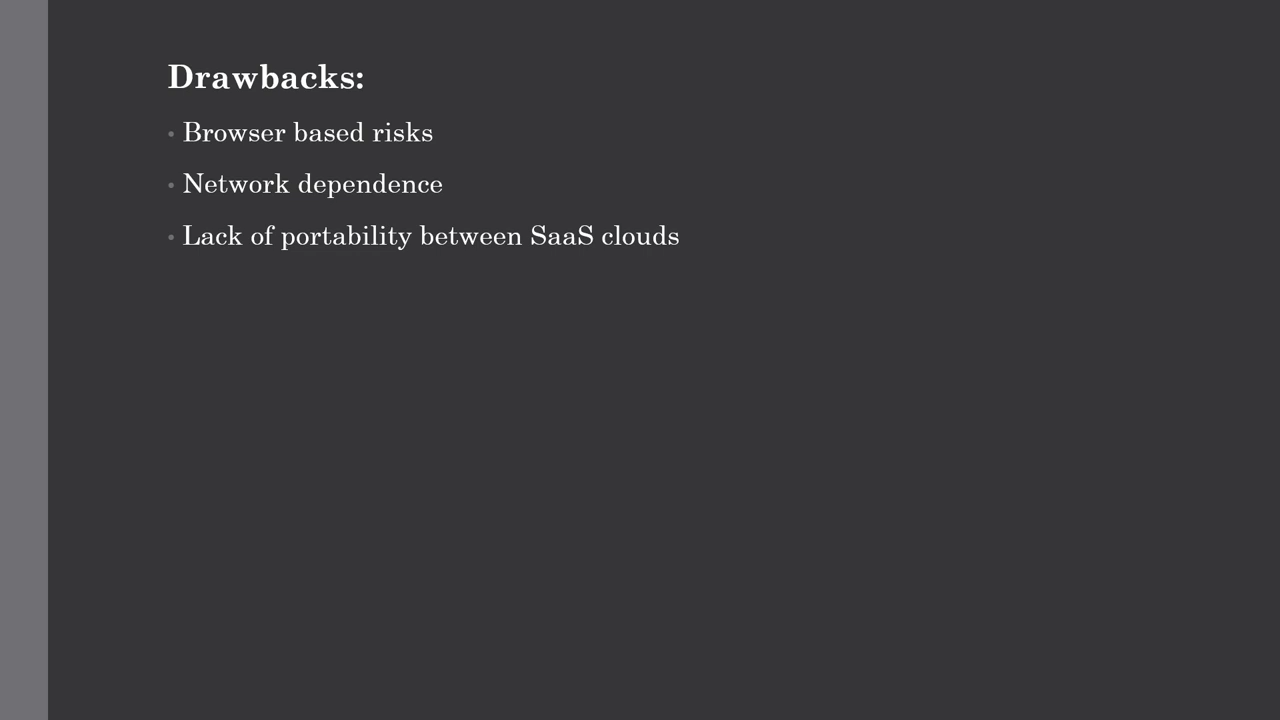 Drawbacks:
• Browser based risks
• Network dependence
• Lack of portability between SaaS clouds